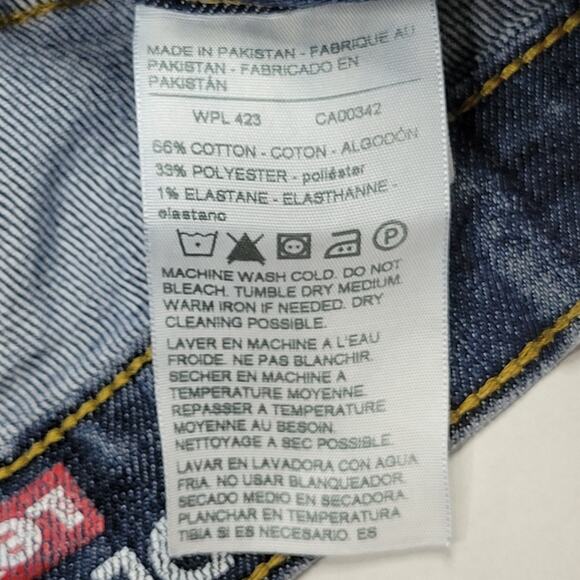 MADE IN PAKISTAN - FABRIQUE AU
PAKISTAN - FABRICADO EN
PAKISTÁN
WPL 423 CA00342
66% COTTON - COTON - ALGODÓN
33% POLYESTER - poliéster
1% ELASTANE - ELASTHANNE -
elastano
P
MACHINE WASH COLD. DO NOT
BLEACH. TUMBLE DRY MEDIUM.
WARM IRON IF NEEDED. DRY
CLEANING POSSIBLE.
LAVER EN MACHINE A L'EAU
FROIDE. NE PAS BLANCHIR.
SECHER EN MACHINE A
TEMPERATURE MOYENNE.
REPASSER A TEMPERATURE
MOYENNE AU BESOIN.
NETTOYAGE A SEC POSSIBLE.
LAVAR EN LAVADORA CON AGUA
FRIA. NO USAR BLANQUEADOR.
SECADO MEDIO EN SECADORA.
PLANCHAR EN TEMPERATURA
TIBIA SI ES NECESARIO. ES